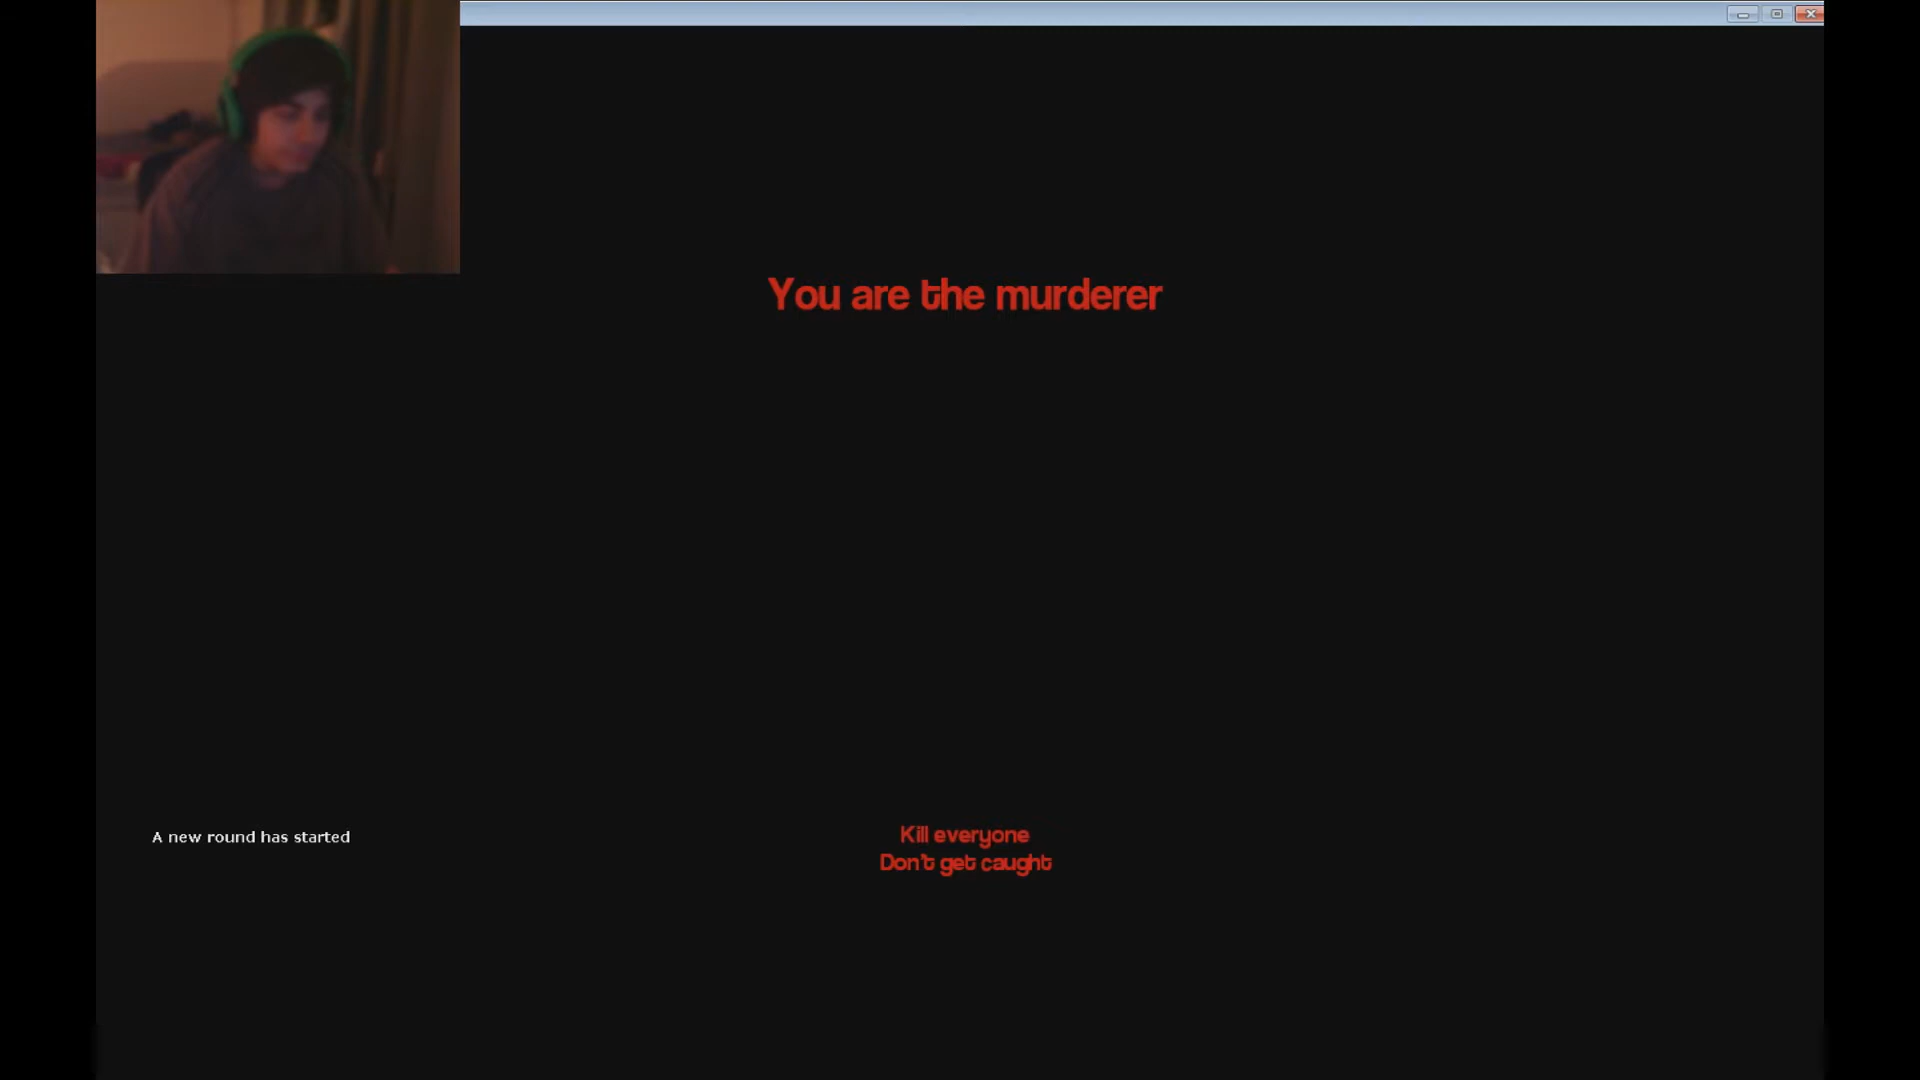 You are the murderer
A new round has started
Kill everyone
Don't get caught